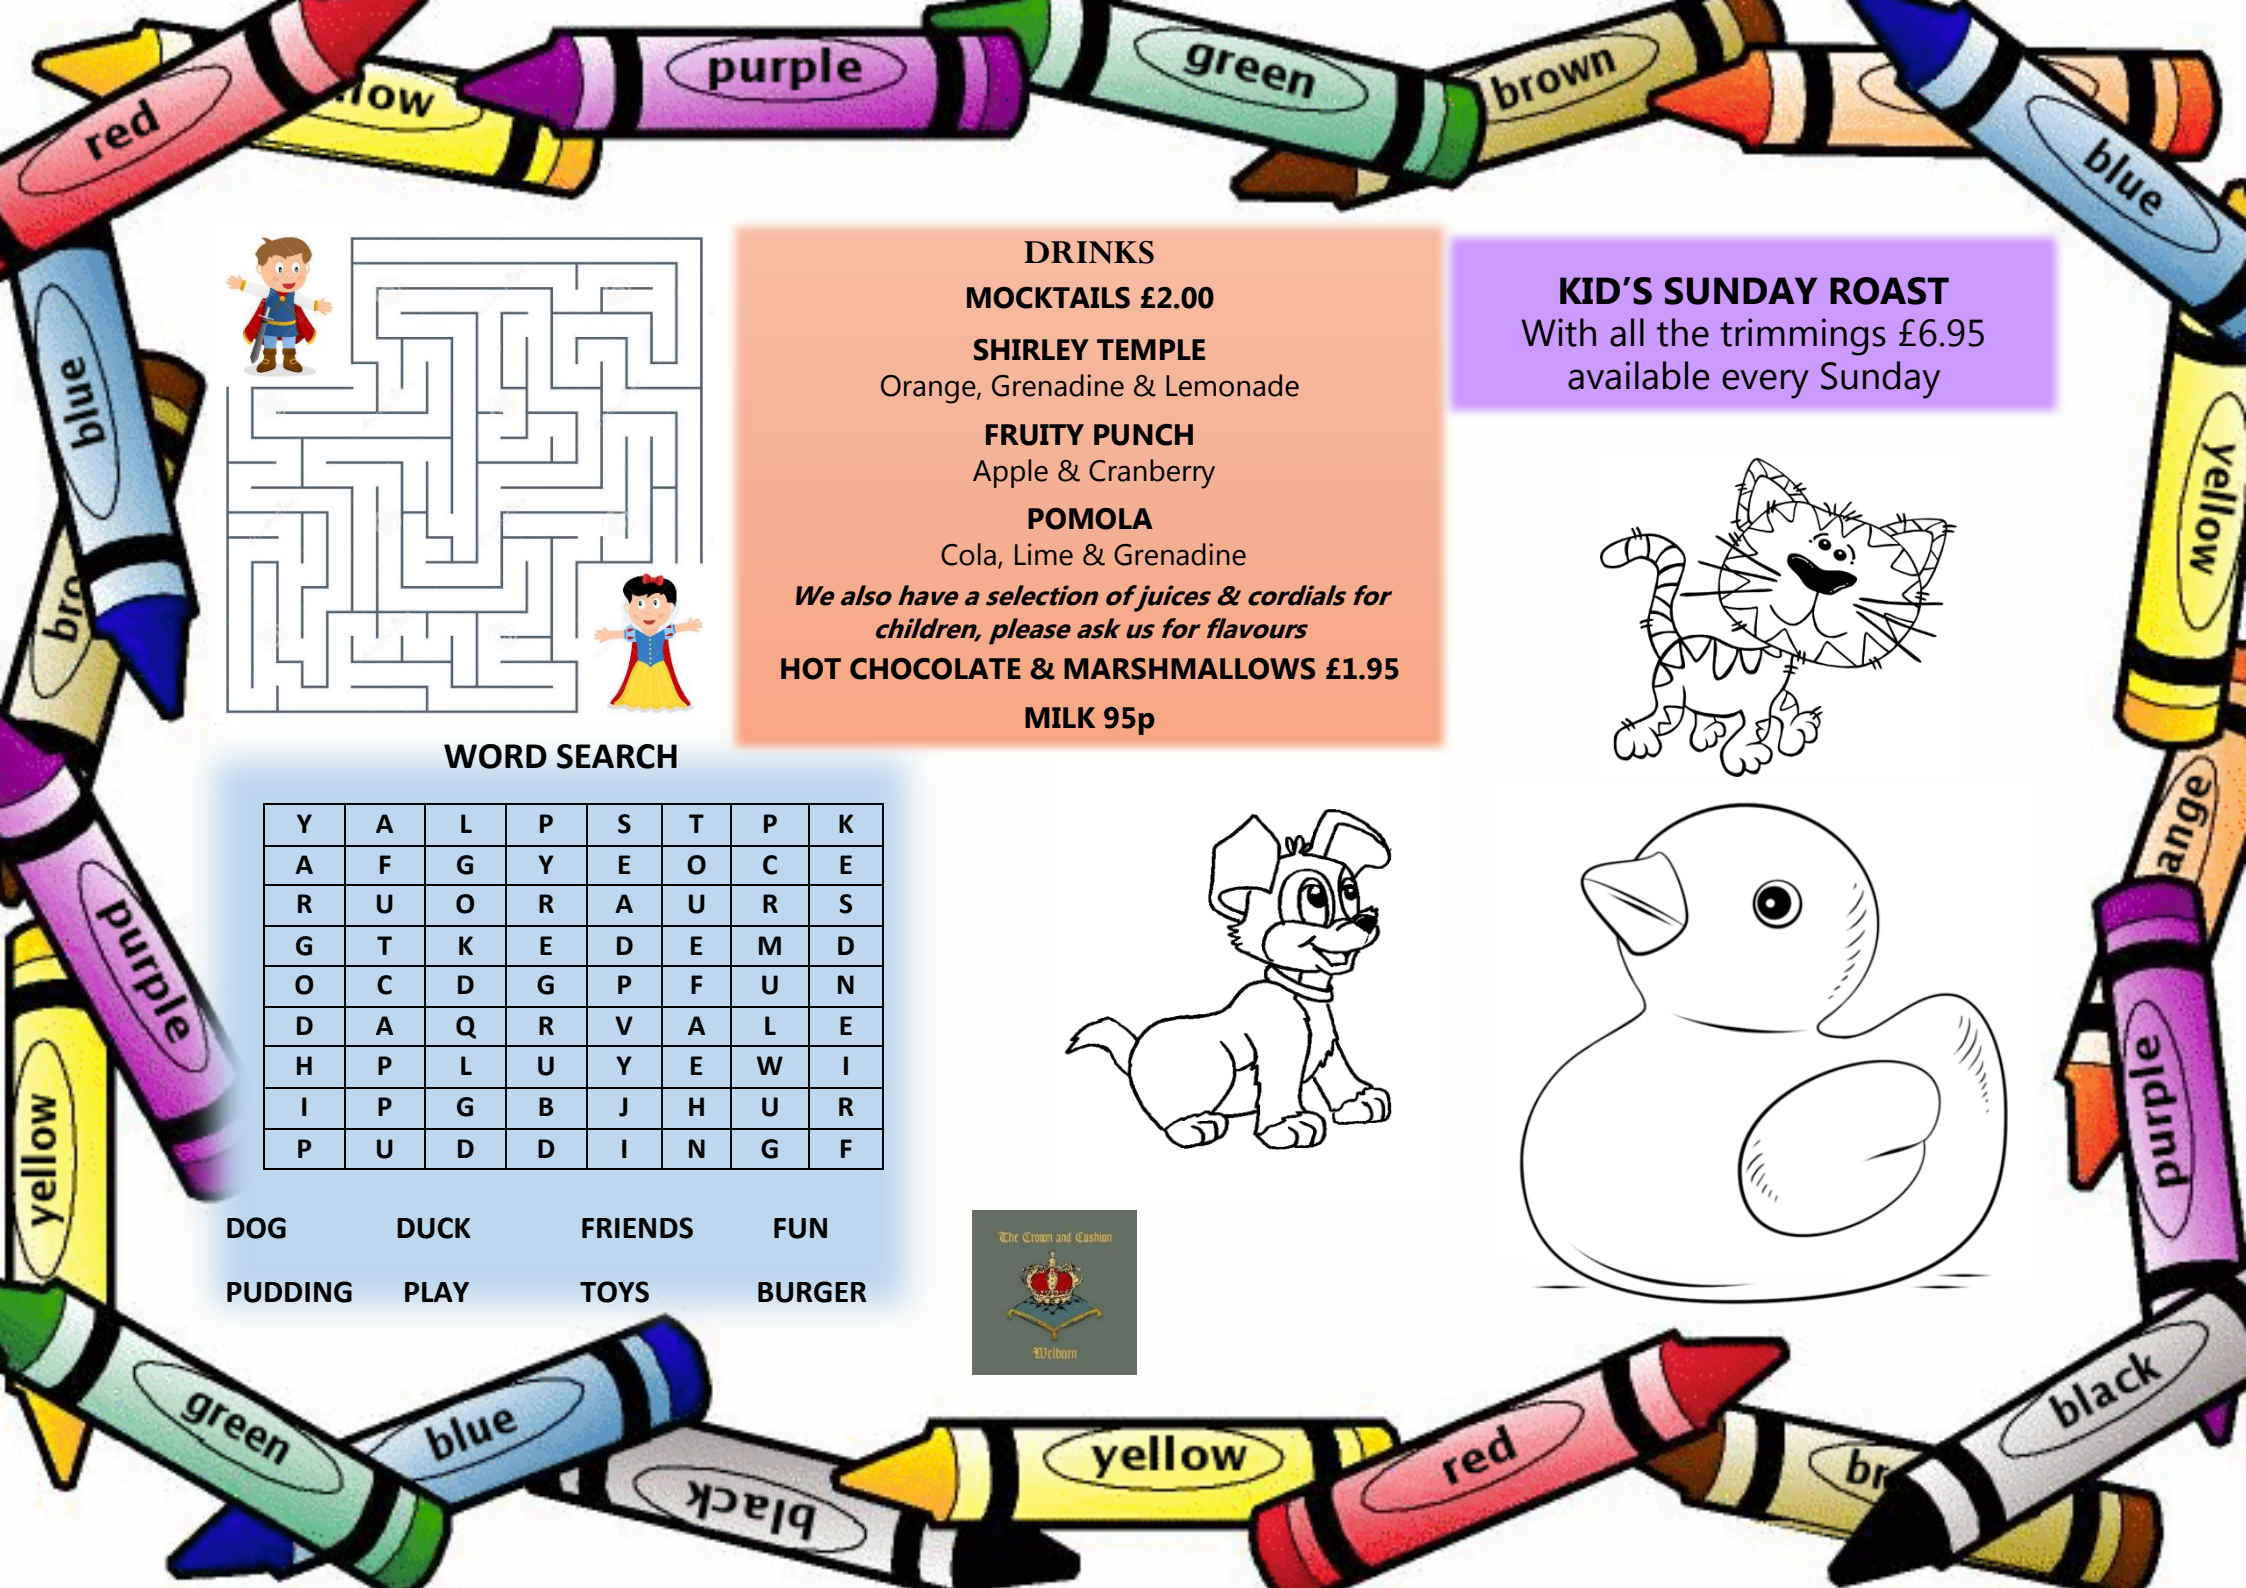 red
yellow
purple
green
brown
blue
DRINKS
MOCKTAILS £2.00
SHIRLEY TEMPLE
Orange, Grenadine & Lemonade
FRUITY PUNCH
Apple & Cranberry
POMOLA
Cola, Lime & Grenadine
We also have a selection of juices & cordials for
children, please ask us for flavours
HOT CHOCOLATE & MARSHMALLOWS £1.95
MILK 95p
KID’S SUNDAY ROAST
With all the trimmings £6.95
available every Sunday
blue
bro
purple
yellow
yellow
ange
purple
WORD SEARCH
Y A L P S T P K
A F G Y E O C E
R U O R A U R S
G T K E D E M D
O C D G P F U N
D A Q R V A L E
H P L U Y E W I
I P G B J H U R
P U D D I N G F
DOG DUCK FRIENDS FUN
PUDDING PLAY TOYS BURGER
The Crown and Cushion
Welburn
green
blue
black
yellow
red
br
black